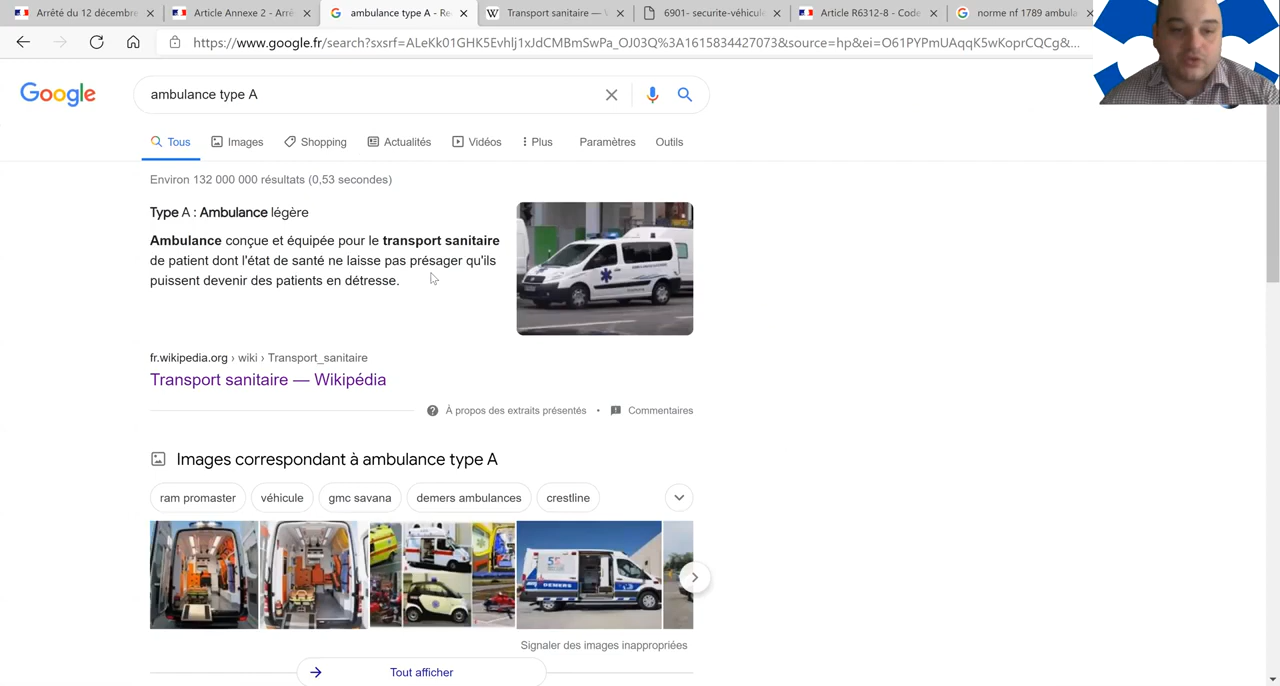 Arrêté du 12 décembre
Article Annexe 2 - Arrê
ambulance type A - Re
Transport sanitaire — W
6901- securite-véhicule
Article R6312-8 - Code
norme nf 1789 ambula
https://www.google.fr/search?sxsrf=ALeKk01GHK5Evhlj1xJdCMBmSwPa_OJ03Q%3A1615834427073&source=hp&ei=O61PYPmUAqqK5wKoprCQCg&...
Google
ambulance type A
Tous
Images
Shopping
Actualités
Vidéos
Plus
Paramètres
Outils
Environ 132 000 000 résultats (0,53 secondes)
Type A : Ambulance légère
Ambulance conçue et équipée pour le transport sanitaire
de patient dont l'état de santé ne laisse pas présager qu'ils
puissent devenir des patients en détresse.
fr.wikipedia.org › wiki › Transport_sanitaire
Transport sanitaire — Wikipédia
À propos des extraits présentés • Commentaires
Images correspondant à ambulance type A
ram promaster
véhicule
gmc savana
demers ambulances
crestline
DEMERS
Signaler des images inappropriées
Tout afficher